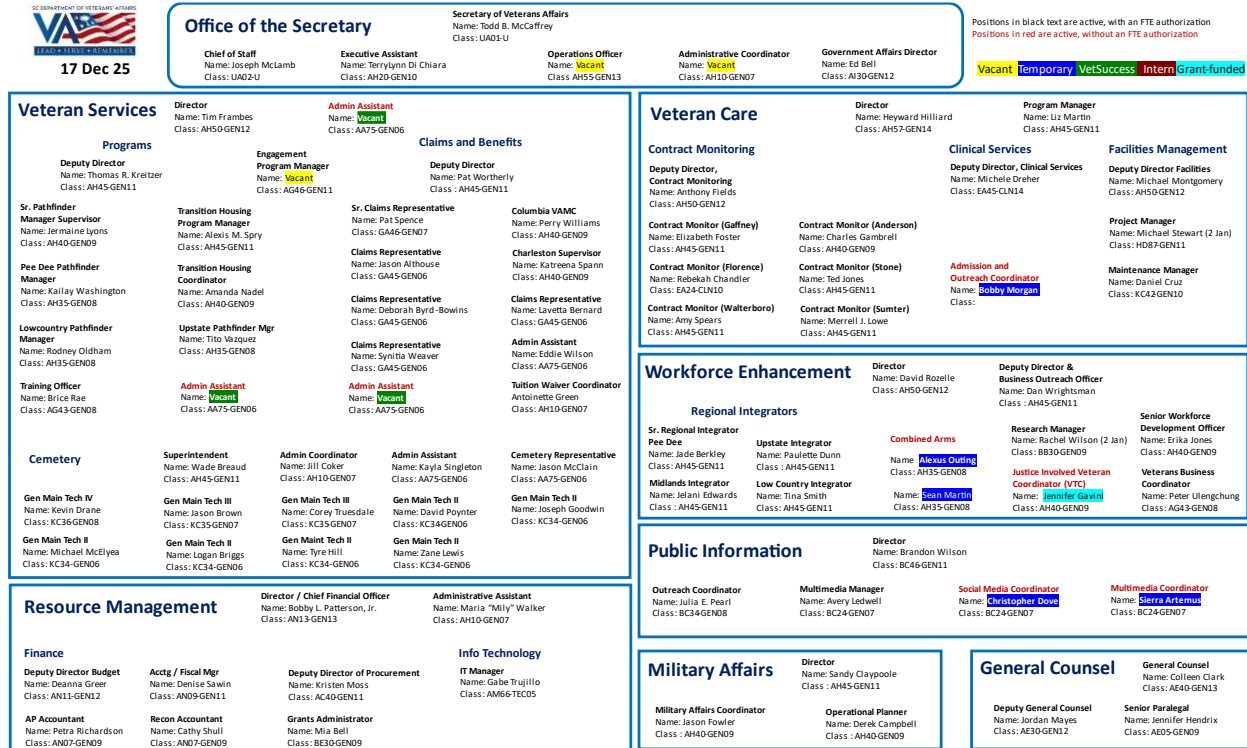 SC DEPARTMENT OF VETERANS' AFFAIRS
VA
LEAD • SERVE • REMEMBER
17 Dec 25
Office of the Secretary
Secretary of Veterans Affairs
Name: Todd B. McCaffrey
Class: UA01-U
Chief of Staff
Name: Joseph McLamb
Class: UA02-U
Executive Assistant
Name: Terrylynn Di Chiara
Class: AH20-GEN10
Operations Officer
Name: Vacant
Class AH55-GEN13
Administrative Coordinator
Name: Vacant
Class: AH10-GEN07
Government Affairs Director
Name: Ed Bell
Class: AI30-GEN12
Positions in black text are active, with an FTE authorization
Positions in red are active, without an FTE authorization
Vacant Temporary VetSuccess Intern Grant-funded
Veteran Services
Director
Name: Tim Frambes
Class: AH50-GEN12
Admin Assistant
Name: Vacant
Class: AA75-GEN06
Programs
Claims and Benefits
Deputy Director
Name: Thomas R. Kreitzer
Class: AH45-GEN11
Engagement
Program Manager
Name: Vacant
Class: AG46-GEN11
Deputy Director
Name: Pat Wortherly
Class : AH45-GEN11
Sr. Pathfinder
Manager Supervisor
Name: Jermaine Lyons
Class: AH40-GEN09
Transition Housing
Program Manager
Name: Alexis M. Spry
Class: AH45-GEN11
Sr. Claims Representative
Name: Pat Spence
Class: GA46-GEN07
Columbia VAMC
Name: Perry Williams
Class: AH40-GEN09
Pee Dee Pathfinder
Manager
Name: Kailay Washington
Class: AH35-GEN08
Transition Housing
Coordinator
Name: Amanda Nadel
Class: AH40-GEN09
Claims Representative
Name: Jason Althouse
Class: GA45-GEN06
Charleston Supervisor
Name: Katreena Spann
Class: AH40-GEN09
Claims Representative
Name: Deborah Byrd -Bowins
Class: GA45-GEN06
Claims Representative
Name: Lavetta Bernard
Class: GA45-GEN06
Lowcountry Pathfinder
Manager
Name: Rodney Oldham
Class: AH35-GEN08
Upstate Pathfinder Mgr
Name: Tito Vazquez
Class: AH35-GEN08
Claims Representative
Name: Synitia Weaver
Class: GA45-GEN06
Admin Assistant
Name: Eddie Wilson
Class: AA75-GEN06
Training Officer
Name: Brice Rae
Class: AG43-GEN08
Admin Assistant
Name: Vacant
Class: AA75-GEN06
Admin Assistant
Name: Vacant
Class: AA75-GEN06
Tuition Waiver Coordinator
Antoinette Green
Class: AH10-GEN07
Cemetery
Superintendent
Name: Wade Breaud
Class: AH45-GEN11
Admin Coordinator
Name: Jill Coker
Class: AH10-GEN07
Admin Assistant
Name: Kayla Singleton
Class: AA75-GEN06
Cemetery Representative
Name: Jason McClain
Class: AA75-GEN06
Gen Main Tech IV
Name: Kevin Drane
Class: KC36-GEN08
Gen Main Tech III
Name: Jason Brown
Class: KC35-GEN07
Gen Main Tech III
Name: Corey Truesdale
Class: KC35-GEN07
Gen Main Tech II
Name: David Poynter
Class: KC34-GEN06
Gen Main Tech II
Name: Joseph Goodwin
Class: KC34-GEN06
Gen Main Tech II
Name: Michael McElyea
Class: KC34-GEN06
Gen Main Tech II
Name: Logan Briggs
Class: KC34-GEN06
Gen Maint Tech II
Name: Tyre Hill
Class: KC34-GEN06
Gen Main Tech II
Name: Zane Lewis
Class: KC34-GEN06
Resource Management
Director / Chief Financial Officer
Name: Bobby L. Patterson, Jr.
Class: AN13-GEN13
Administrative Assistant
Name: Maria "Mily" Walker
Class: AH10-GEN07
Finance
Info Technology
Deputy Director Budget
Name: Deanna Greer
Class: AN11-GEN12
Acctg / Fiscal Mgr
Name: Denise Sawin
Class: AN09-GEN11
Deputy Director of Procurement
Name: Kristen Moss
Class: AC40-GEN11
IT Manager
Name: Gabe Trujillo
Class: AM66-TEC05
AP Accountant
Name: Petra Richardson
Class: AN07-GEN09
Recon Accountant
Name: Cathy Shull
Class: AN07-GEN09
Grants Administrator
Name: Mia Bell
Class: BE30-GEN09
Veteran Care
Director
Name: Heyward Hilliard
Class: AH57-GEN14
Program Manager
Name: Liz Martin
Class: AH45-GEN11
Contract Monitoring
Clinical Services
Facilities Management
Deputy Director,
Contract Monitoring
Name: Anthony Fields
Class: AH50-GEN12
Deputy Director, Clinical Services
Name: Michele Dreher
Class: EA45-CLN14
Deputy Director Facilities
Name: Michael Montgomery
Class: AH50-GEN12
Contract Monitor (Gaffney)
Name: Elizabeth Foster
Class: AH45-GEN11
Contract Monitor (Anderson)
Name: Charles Gambrell
Class: AH40-GEN09
Project Manager
Name: Michael Stewart (2 Jan)
Class: HD87-GEN11
Contract Monitor (Florence)
Name: Rebekah Chandler
Class: EA24-CLN10
Contract Monitor (Stone)
Name: Ted Jones
Class: AH45-GEN11
Admission and
Outreach Coordinator
Name: Bobby Morgan
Class:
Maintenance Manager
Name: Daniel Cruz
Class: KC42-GEN10
Contract Monitor (Walterboro)
Name: Amy Spears
Class: AH45-GEN11
Contract Monitor (Sumter)
Name: Merrell J. Lowe
Class: AH45-GEN11
Workforce Enhancement
Director
Name: David Rozelle
Class: AH50-GEN12
Deputy Director &
Business Outreach Officer
Name: Dan Wrightsman
Class : AH45-GEN11
Regional Integrators
Sr. Regional Integrator
Pee Dee
Name: Jade Berkley
Class: AH45-GEN11
Upstate Integrator
Name: Paulette Dunn
Class : AH45-GEN11
Combined Arms
Name Alexus Outing
Class: AH35-GEN08
Research Manager
Name: Rachel Wilson (2 Jan)
Class: BB30-GEN09
Senior Workforce
Development Officer
Name: Erika Jones
Class: AH40-GEN09
Midlands Integrator
Name: Jelani Edwards
Class : AH45-GEN11
Low Country Integrator
Name: Tina Smith
Class : AH45-GEN11
Name: Sean Martin
Class: AH35-GEN08
Justice Involved Veteran
Coordinator (VTC)
Name: Jennifer Gavini
Class: AH40-GEN09
Veterans Business
Coordinator
Name: Peter Ulengchung
Class: AG43-GEN08
Public Information
Director
Name: Brandon Wilson
Class: BC46-GEN11
Outreach Coordinator
Name: Julia E. Pearl
Class: BC34-GEN08
Multimedia Manager
Name: Avery Ledwell
Class: BC24-GEN07
Social Media Coordinator
Name: Christopher Dove
Class: BC24-GEN07
Multimedia Coordinator
Name: Sierra Artemus
Class: BC24-GEN07
Military Affairs
Director
Name: Sandy Claypoole
Class : AH45-GEN11
Military Affairs Coordinator
Name: Jason Fowler
Class : AH40-GEN09
Operational Planner
Name: Derek Campbell
Class : AH40-GEN09
General Counsel
General Counsel
Name: Colleen Clark
Class: AE40-GEN13
Deputy General Counsel
Name: Jordan Mayes
Class: AE30-GEN12
Senior Paralegal
Name: Jennifer Hendrix
Class: AE05-GEN09